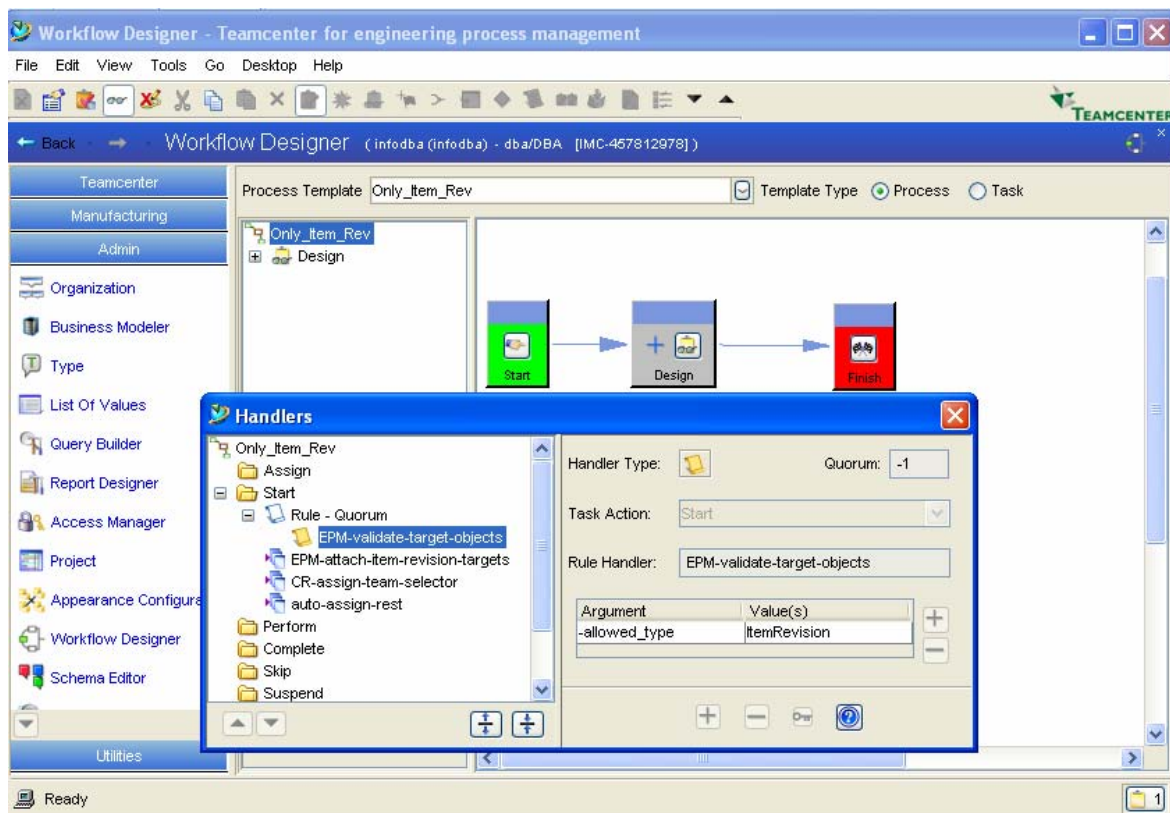 Workflow Designer - Teamcenter for engineering process management
File Edit View Tools Go Desktop Help
TEAMCENTER
Back Workflow Designer ( infodba (infodba) - dba/DBA [IMC-457812978] )
Teamcenter
Manufacturing
Admin
Organization
Business Modeler
Type
List Of Values
Query Builder
Report Designer
Access Manager
Project
Appearance Configura
Workflow Designer
Schema Editor
Utilities
Process Template Only_Item_Rev Template Type Process Task
Only_Item_Rev
Design
Start
Design
Finish
Handlers
Only_Item_Rev
Assign
Start
Rule - Quorum
EPM-validate-target-objects
EPM-attach-item-revision-targets
CR-assign-team-selector
auto-assign-rest
Perform
Complete
Skip
Suspend
Handler Type: Quorum: -1
Task Action: Start
Rule Handler: EPM-validate-target-objects
Argument Value(s)
-allowed_type ItemRevision
Ready
1